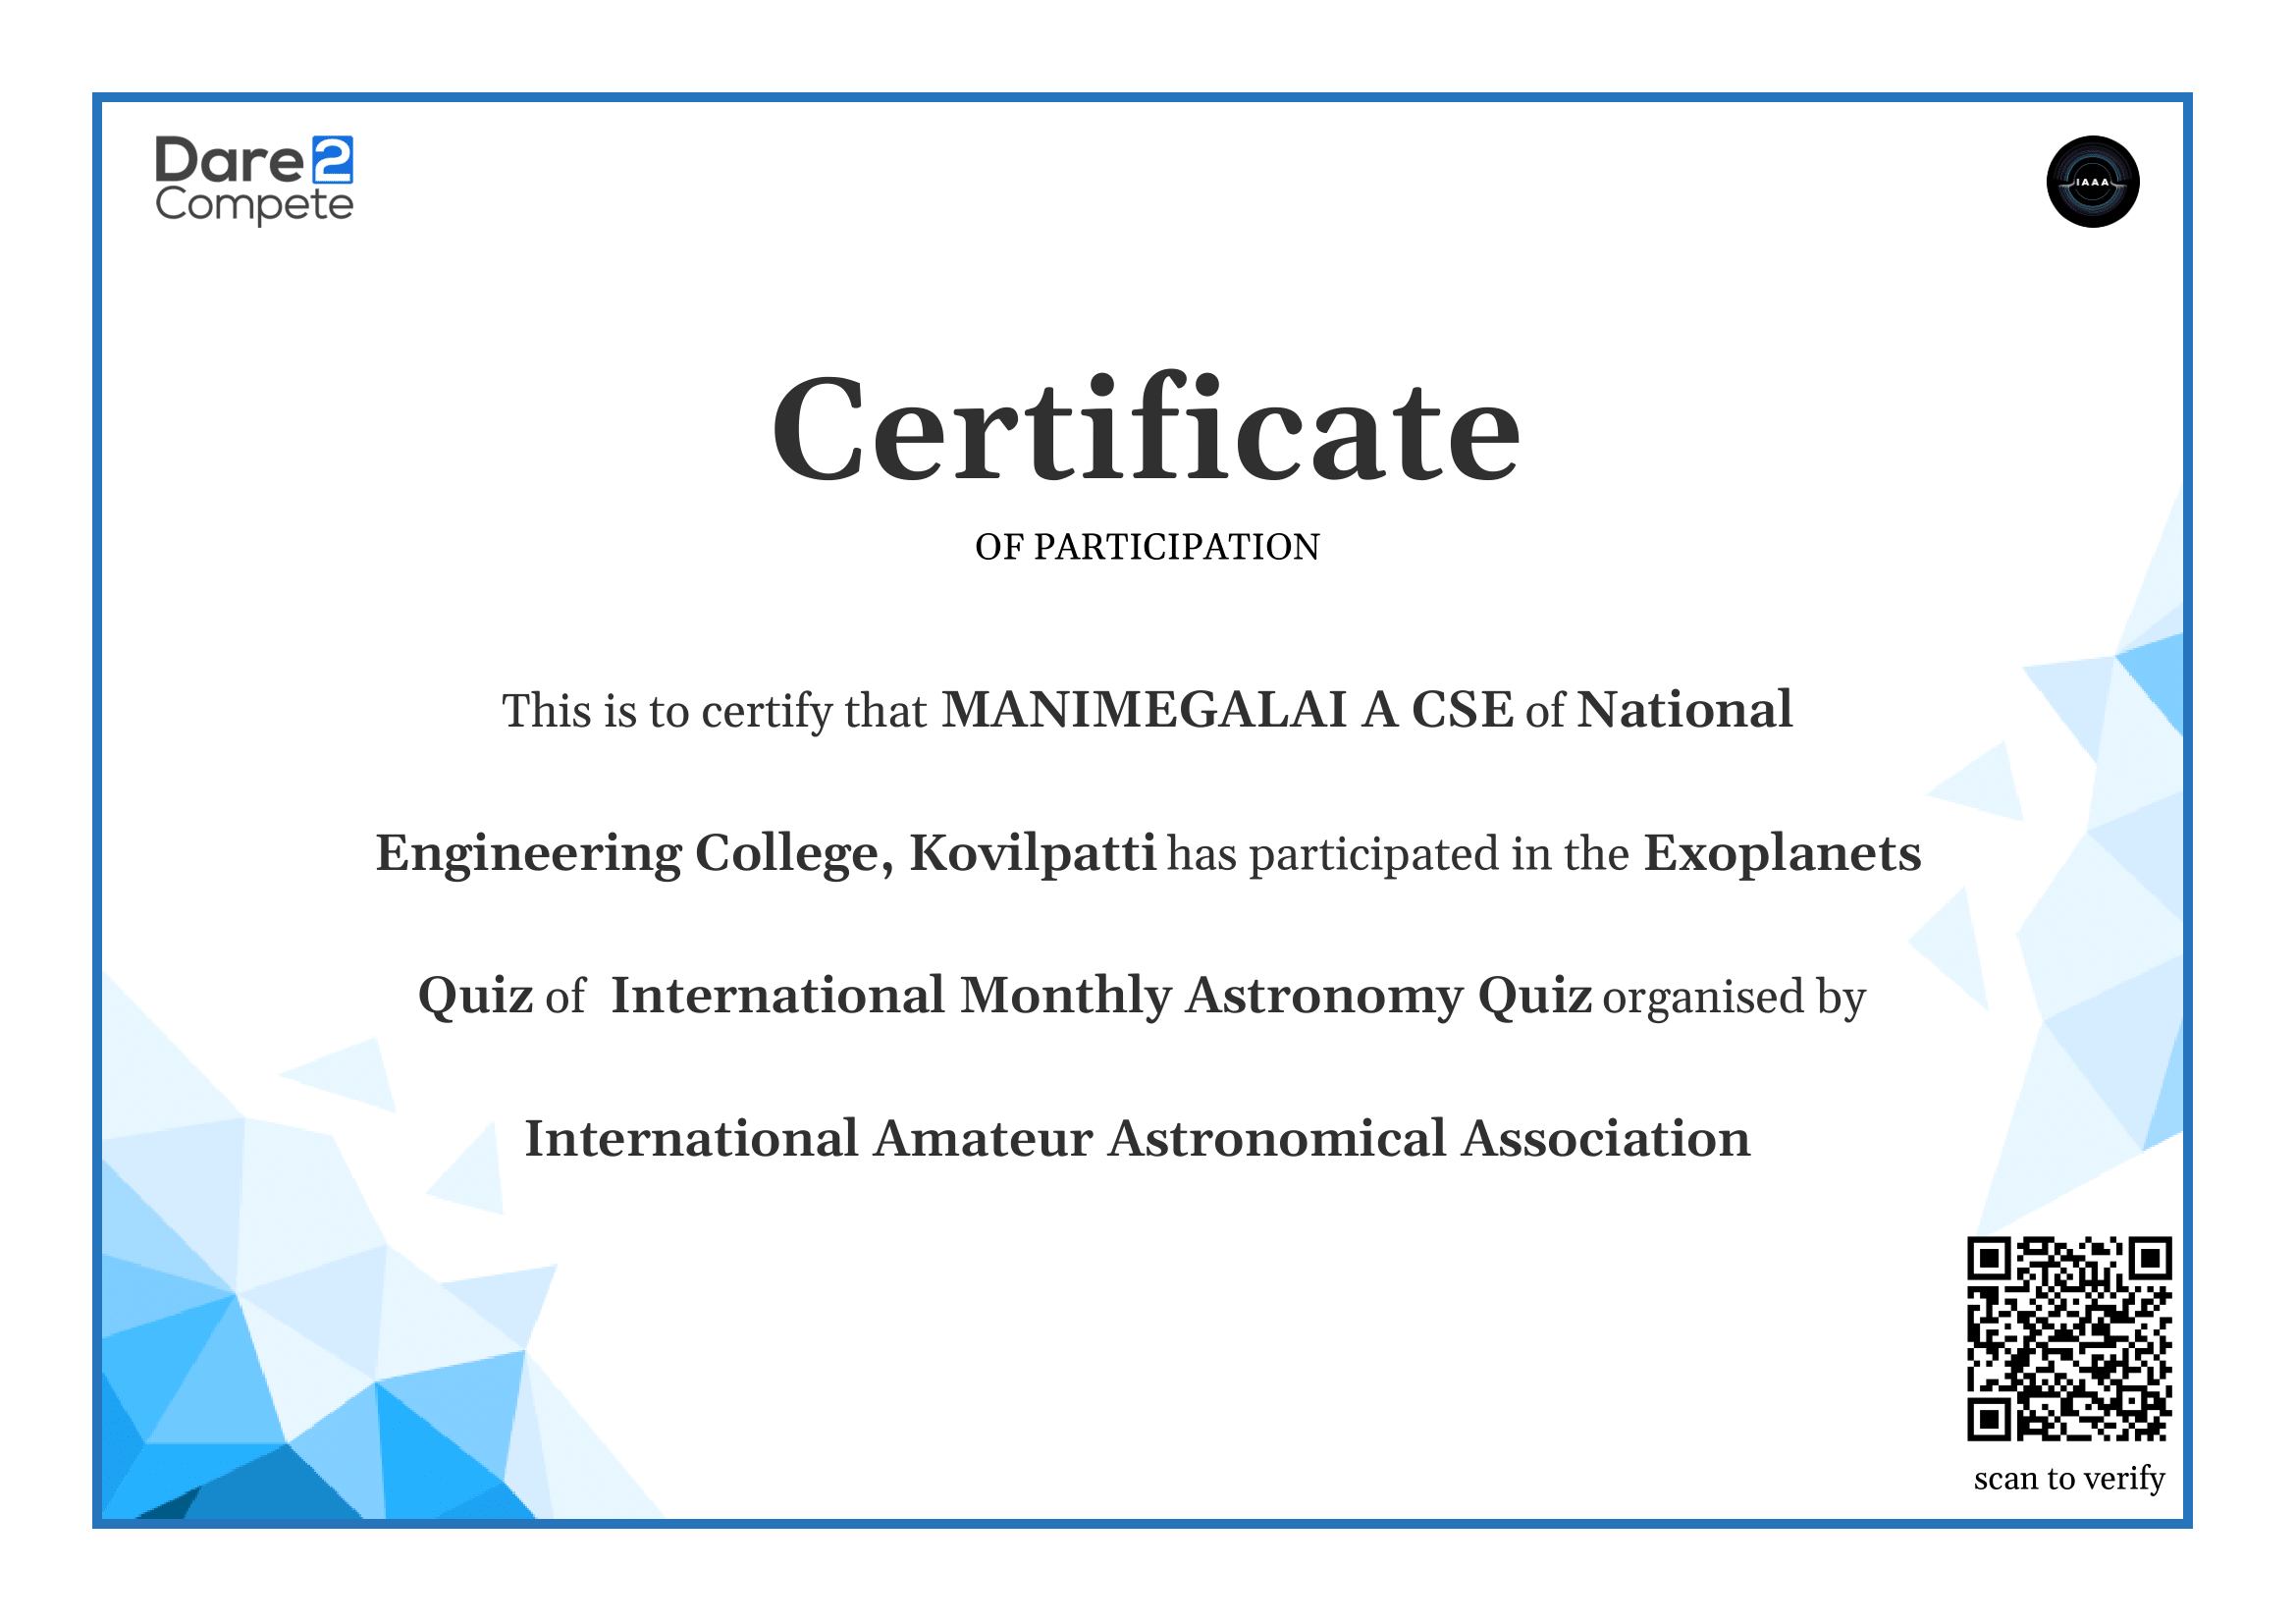 Dare2
Compete
IAAA
Certificate
OF PARTICIPATION
This is to certify that MANIMEGALAI A CSE of National
Engineering College, Kovilpatti has participated in the Exoplanets
Quiz of International Monthly Astronomy Quiz organised by
International Amateur Astronomical Association
scan to verify